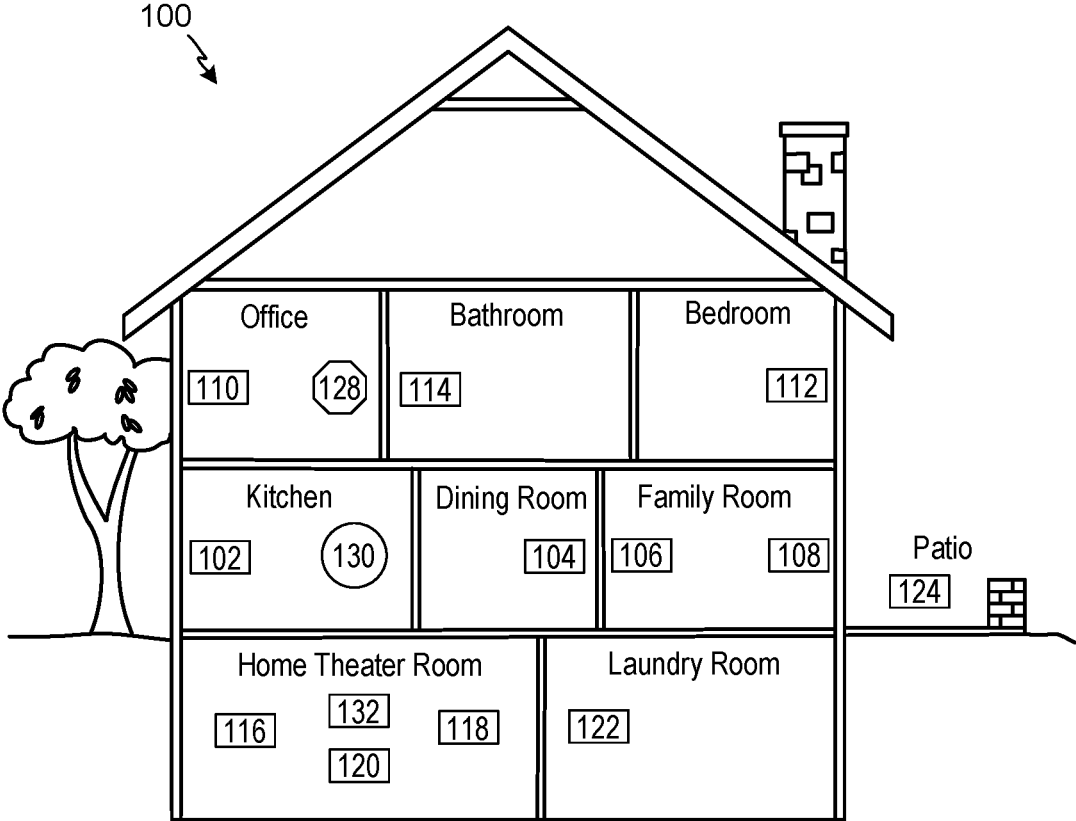 100
Office
Bathroom
Bedroom
110
128
114
112
Kitchen
Dining Room
Family Room
102
130
104
106
108
Patio
124
Home Theater Room
Laundry Room
116
132
118
120
122